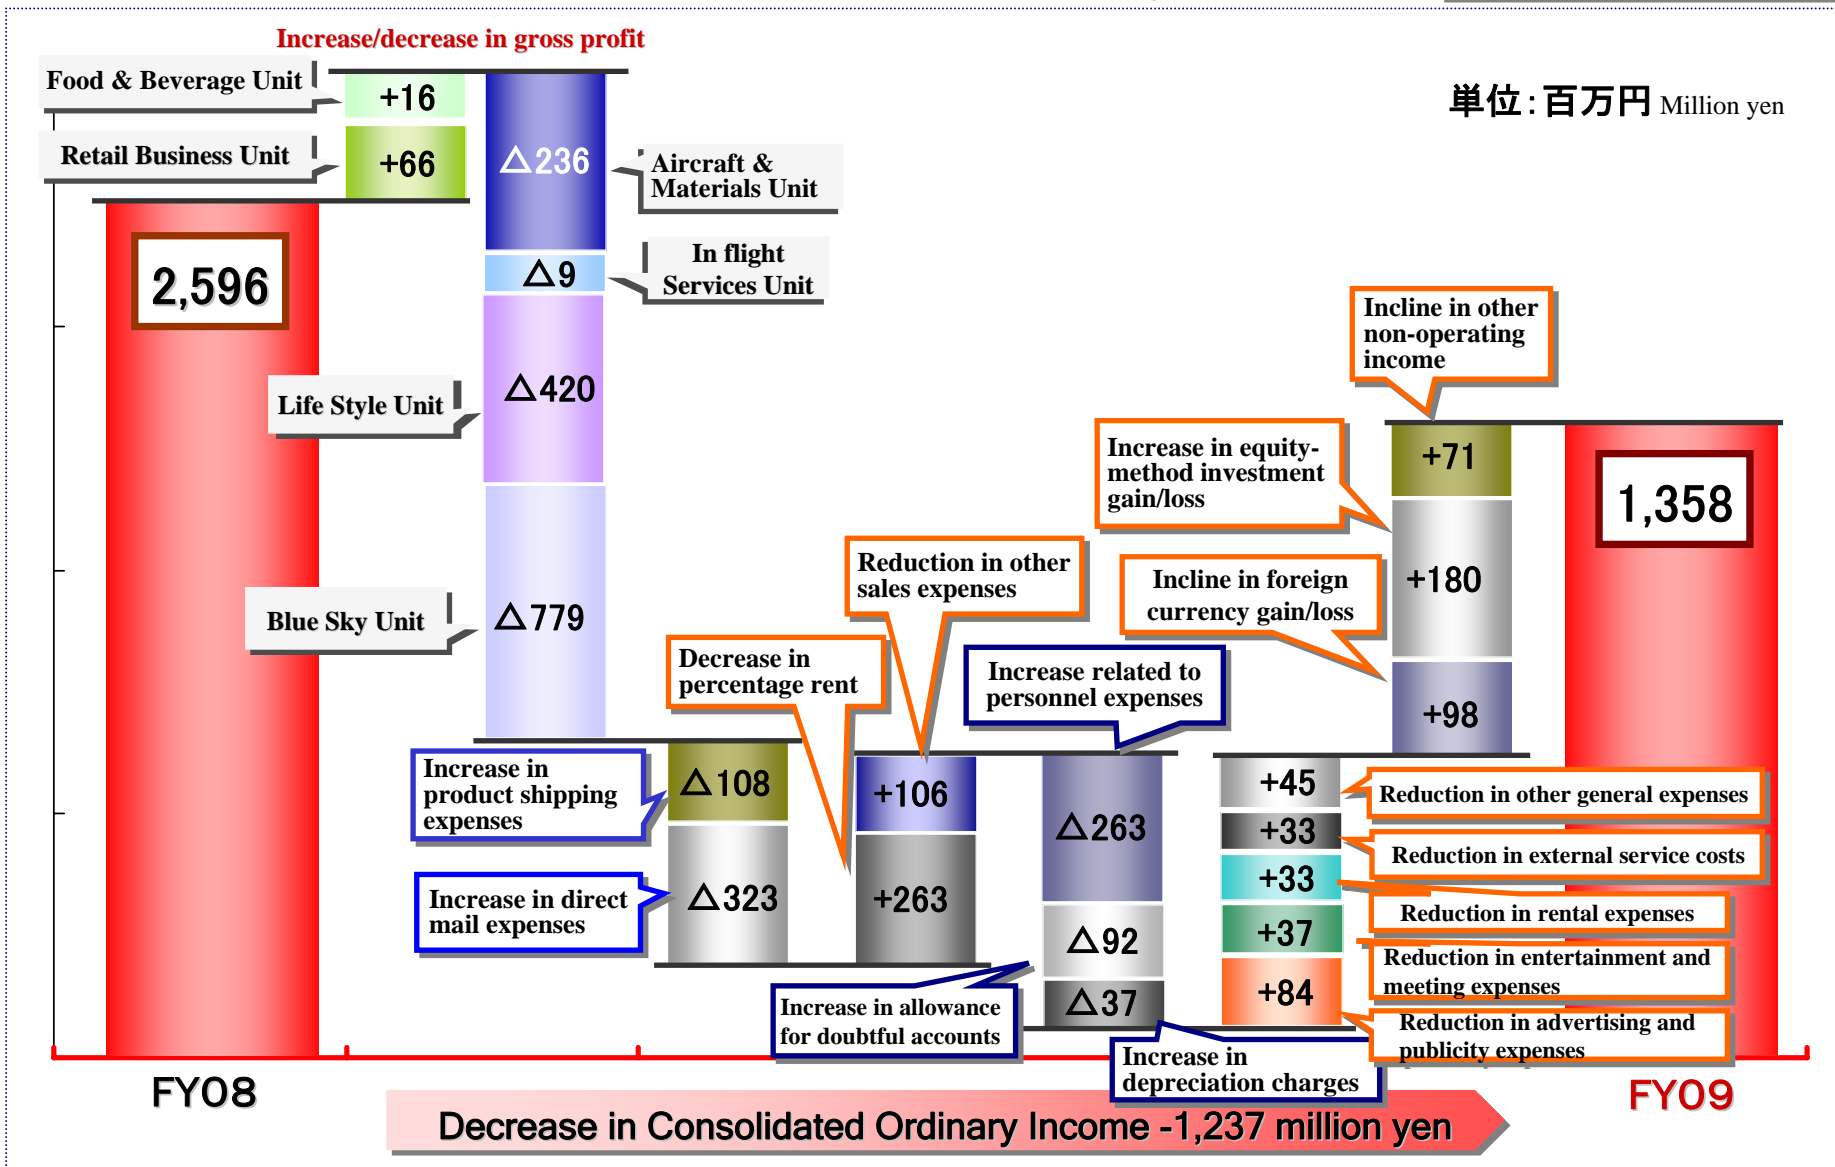 Increase/decrease in gross profit
Food & Beverage Unit
+16
単位：百万円 Million yen
Retail Business Unit
+66
△236
Aircraft &
Materials Unit
2,596
△9
In flight
Services Unit
Life Style Unit
△420
Blue Sky Unit
△779
Incline in other
non-operating
income
+71
Increase in equity-
method investment
gain/loss
+180
Incline in foreign
currency gain/loss
+98
1,358
Reduction in other
sales expenses
Decrease in
percentage rent
Increase related to
personnel expenses
Increase in
product shipping
expenses
△108
Increase in direct
mail expenses
△323
+106
+263
△263
△92
△37
Increase in allowance
for doubtful accounts
Increase in
depreciation charges
+45
Reduction in other general expenses
+33
Reduction in external service costs
+33
Reduction in rental expenses
+37
Reduction in entertainment and
meeting expenses
+84
Reduction in advertising and
publicity expenses
FY08
FY09
Decrease in Consolidated Ordinary Income -1,237 million yen